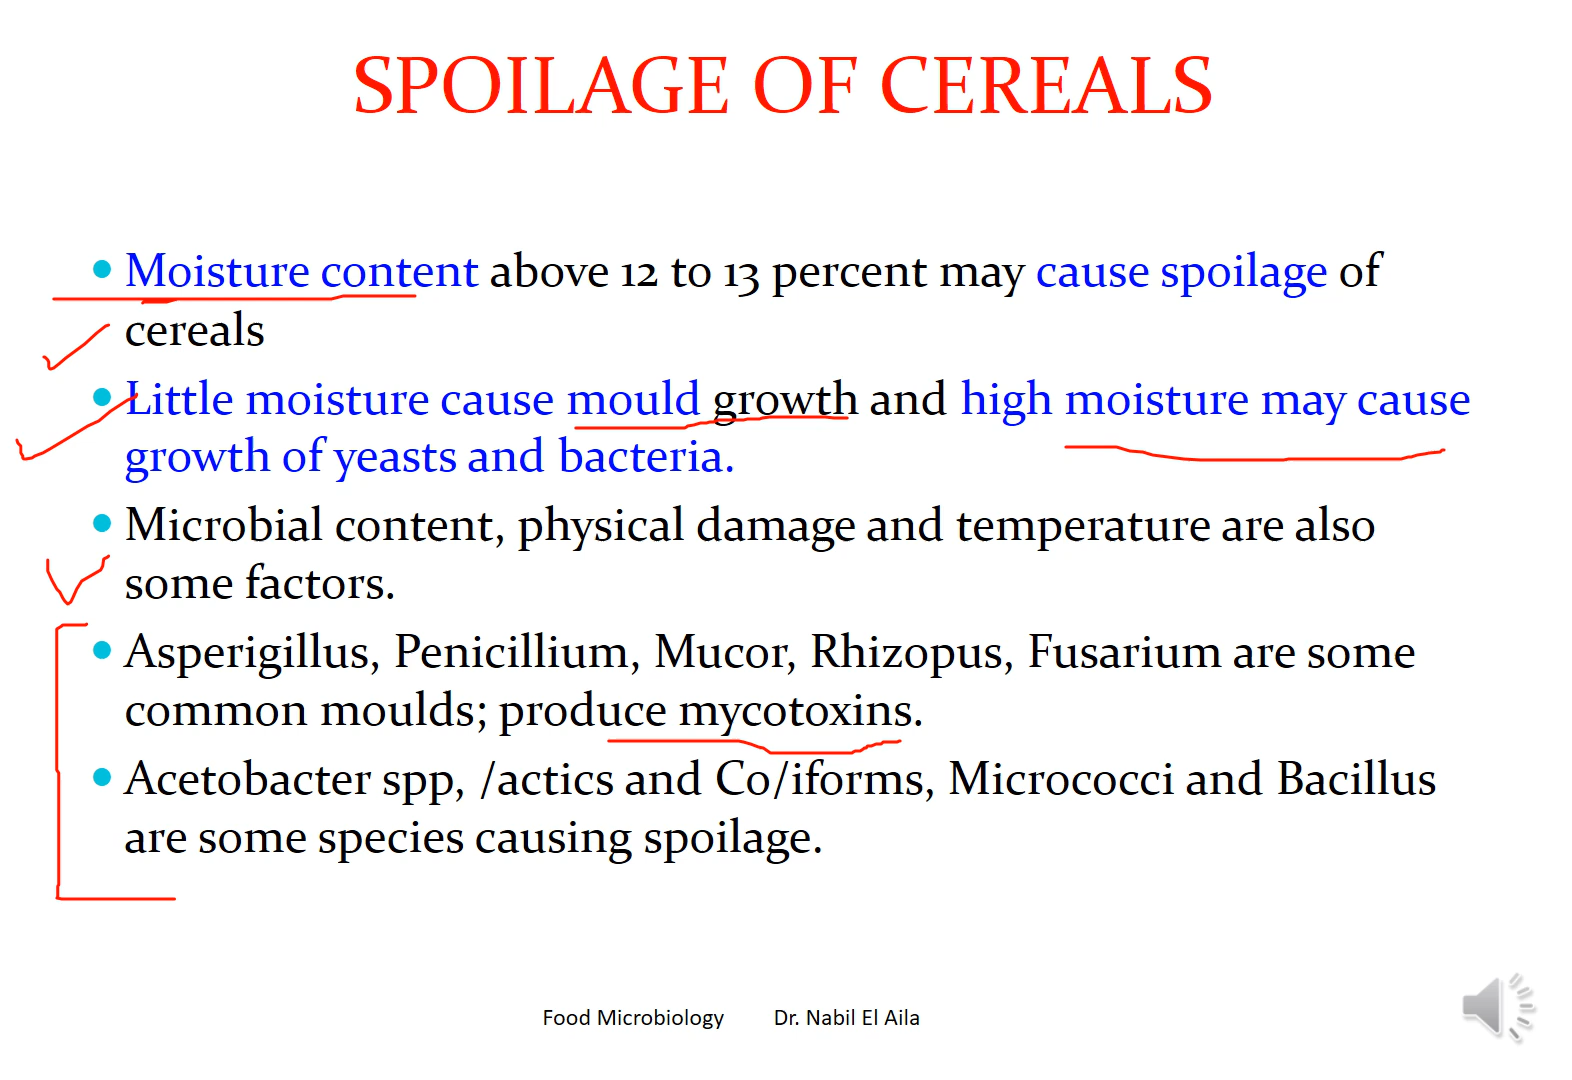 SPOILAGE OF CEREALS
• Moisture content above 12 to 13 percent may cause spoilage of
cereals
• Little moisture cause mould growth and high moisture may cause
growth of yeasts and bacteria.
• Microbial content, physical damage and temperature are also
some factors.
• Asperigillus, Penicillium, Mucor, Rhizopus, Fusarium are some
common moulds; produce mycotoxins.
• Acetobacter spp, /actics and Co/iforms, Micrococci and Bacillus
are some species causing spoilage.
Food Microbiology Dr. Nabil El Aila